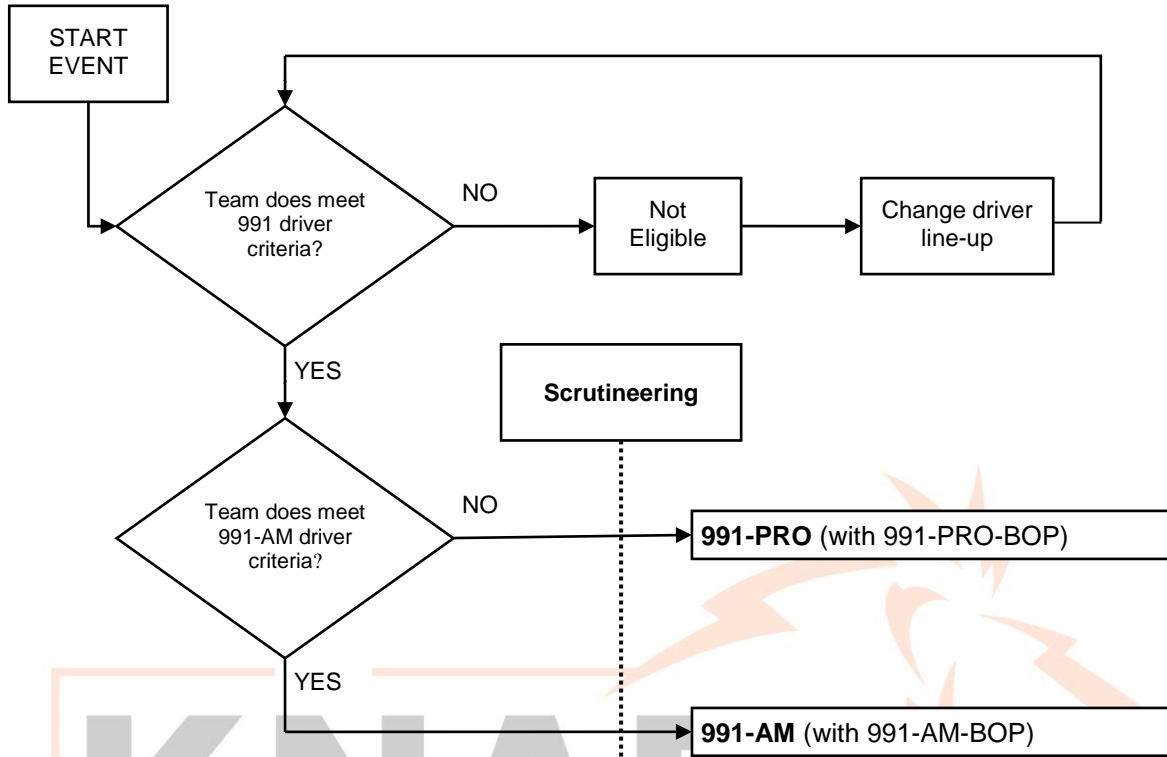 START
EVENT
Team does meet
991 driver
criteria?
NO
Not
Eligible
Change driver
line-up
YES
Scrutineering
Team does meet
991-AM driver
criteria?
NO
991-PRO (with 991-PRO-BOP)
YES
991-AM (with 991-AM-BOP)